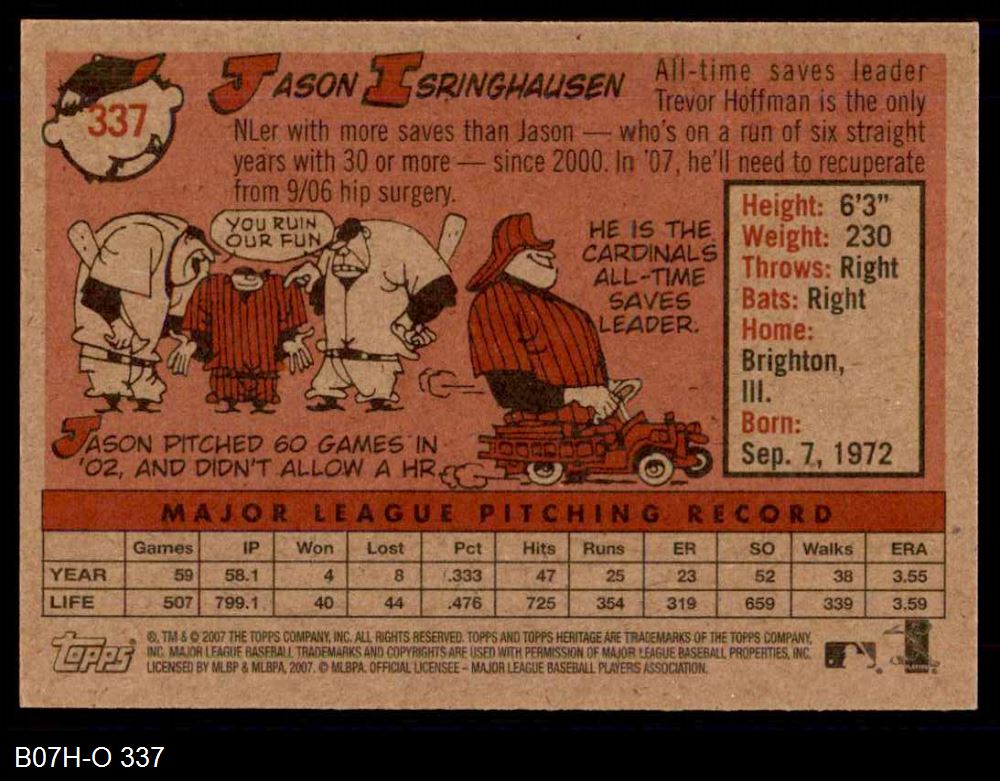 337
JASON ISRINGHAUSEN
All-time saves leader
Trevor Hoffman is the only
NLer with more saves than Jason — who's on a run of six straight
years with 30 or more — since 2000. In '07, he'll need to recuperate
from 9/06 hip surgery.
YOU RUIN
OUR FUN
HE IS THE
CARDINALS
ALL-TIME
SAVES
LEADER.
JASON PITCHED 60 GAMES IN
'02, AND DIDN'T ALLOW A HR.
Height: 6'3"
Weight: 230
Throws: Right
Bats: Right
Home:
Brighton,
Ill.
Born:
Sep. 7, 1972
MAJOR LEAGUE PITCHING RECORD
Games IP Won Lost Pct Hits Runs ER SO Walks ERA
YEAR 59 58.1 4 8 .333 47 25 23 52 38 3.55
LIFE 507 799.1 40 44 .476 725 354 319 659 339 3.59
Topps
®, TM & © 2007 THE TOPPS COMPANY, INC. ALL RIGHTS RESERVED. TOPPS AND TOPPS HERITAGE ARE TRADEMARKS OF THE TOPPS COMPANY,
INC. MAJOR LEAGUE BASEBALL TRADEMARKS AND COPYRIGHTS ARE USED WITH PERMISSION OF MAJOR LEAGUE BASEBALL PROPERTIES, INC.
LICENSED BY MLBP & MLBPA, 2007. © MLBPA. OFFICIAL LICENSEE – MAJOR LEAGUE BASEBALL PLAYERS ASSOCIATION.
B07H-O 337